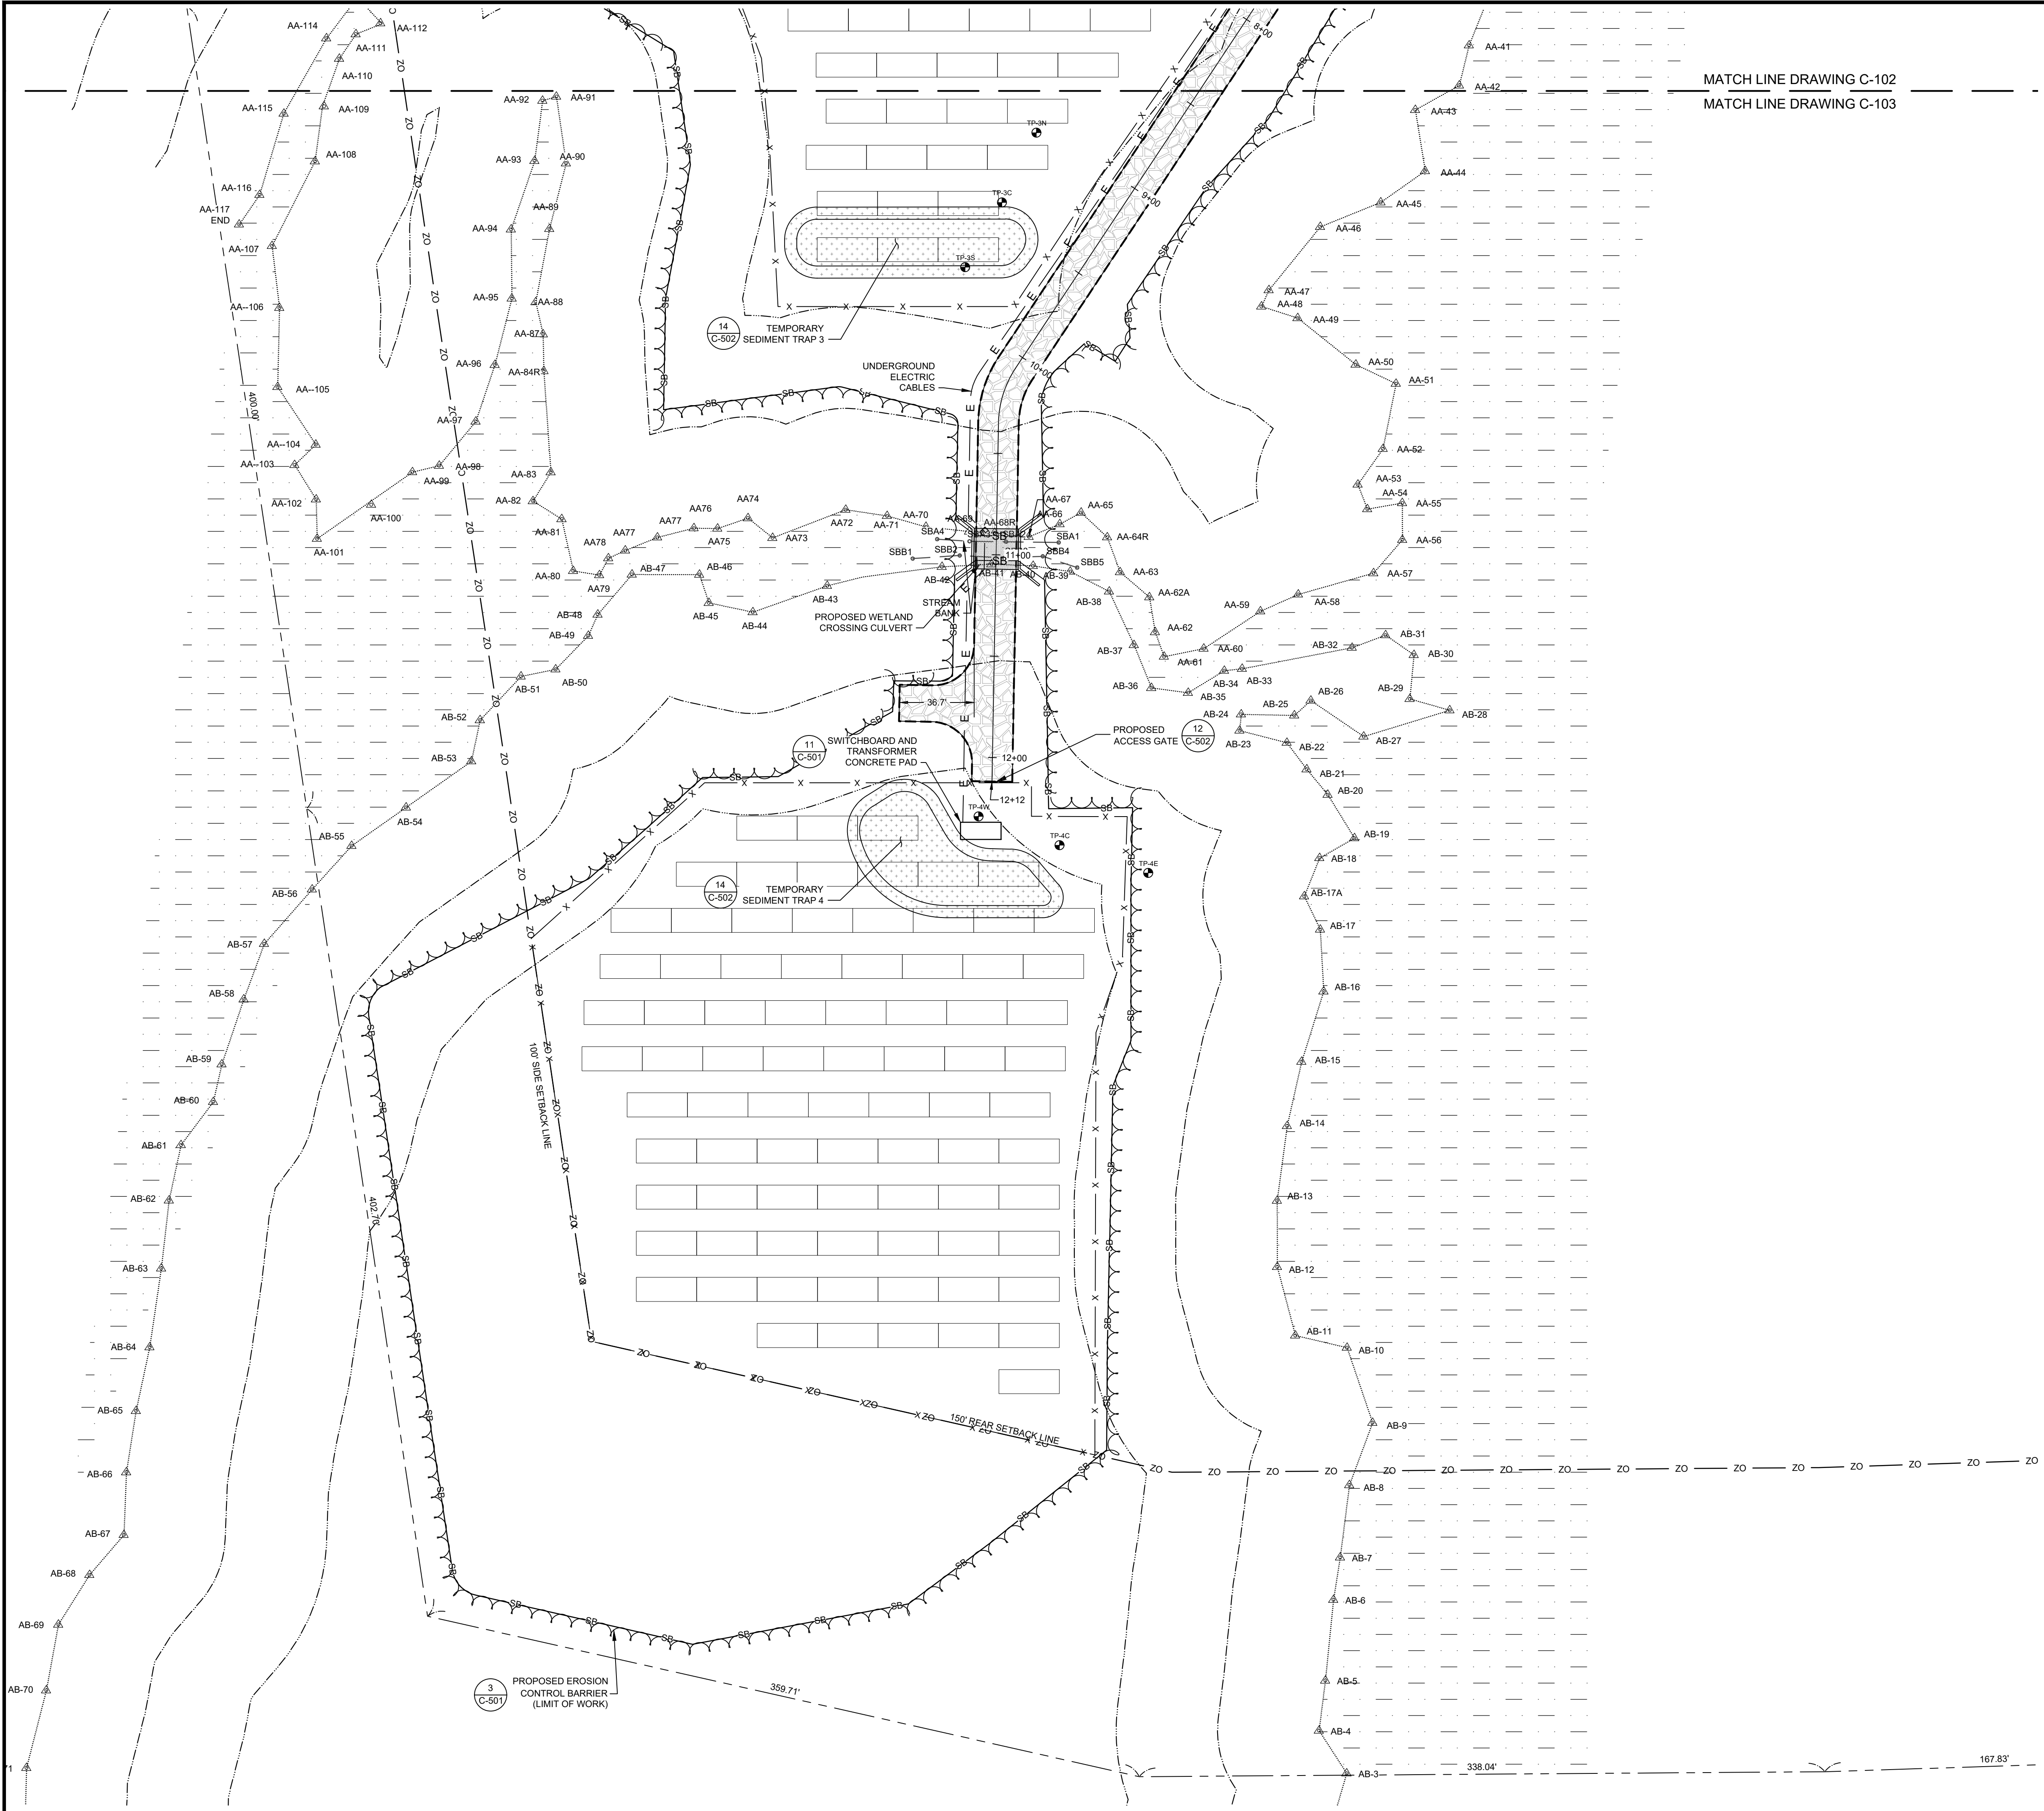 AA-114
AA-112
AA-111
AA-110
AA-115
AA-109
AA-92
AA-91
AA-41
AA-42
AA-43
MATCH LINE DRAWING C-102
MATCH LINE DRAWING C-103
8+00
TP-3N
AA-108
AA-93
AA-90
AA-44
AA-116
AA-117
END
AA-107
AA-94
AA-89
TP-3C
TP-3S
9+00
AA-45
AA-46
AA--106
AA-95
AA-88
AA-87
AA-47
AA-48
AA-49
14
C-502
TEMPORARY
SEDIMENT TRAP 3
AA--105
400.00'
AA-96
AA-84R
UNDERGROUND
ELECTRIC
CABLES
10+00
AA-50
AA-51
AA--104
AA--103
AA-97
AA-98
AA-99
AA-83
AA-52
AA-53
AA-54
AA-55
AA-102
AA-100
AA-101
AA-82
AA-81
AA-80
AA79
AA78
AA77
AA77
AA76
AA75
AA74
AA73
AA72
AA-71
AA-70
AA-69
AA-68R
AA-67
AA-66
AA-65
AA-64R
AA-56
AA-57
SBA4
SBA1
SBB1
SBB2
SBB4
SBB5
11+00
AA-63
AA-62A
AA-62
AA-61
AA-60
AA-59
AA-58
AB-47
AB-46
AB-45
AB-44
AB-43
AB-42
AB-41
AB-40
AB-39
AB-38
AB-37
AB-36
AB-35
AB-34
AB-33
AB-32
AB-31
AB-30
AB-29
AB-28
AB-27
AB-26
AB-25
AB-24
AB-23
AB-22
AB-21
AB-20
AB-19
STREAM
BANK
PROPOSED WETLAND
CROSSING CULVERT
AB-48
AB-49
AB-50
AB-51
AB-52
AB-53
AB-54
AB-55
AB-56
AB-57
36.7'
11
C-501
SWITCHBOARD AND
TRANSFORMER
CONCRETE PAD
PROPOSED
ACCESS GATE
12
C-502
12+00
12+12
TP-4W
TP-4C
TP-4E
14
C-502
TEMPORARY
SEDIMENT TRAP 4
AB-18
AB-17A
AB-17
AB-16
AB-15
AB-14
AB-13
AB-12
AB-11
AB-10
AB-9
AB-8
AB-7
AB-6
AB-5
AB-4
AB-3
AB-58
AB-59
AB-60
AB-61
AB-62
AB-63
AB-64
AB-65
AB-66
AB-67
AB-68
AB-69
AB-70
100' SIDE SETBACK LINE
402.70'
150' REAR SETBACK LINE
3
C-501
PROPOSED EROSION
CONTROL BARRIER
(LIMIT OF WORK)
359.71'
338.04'
167.83'